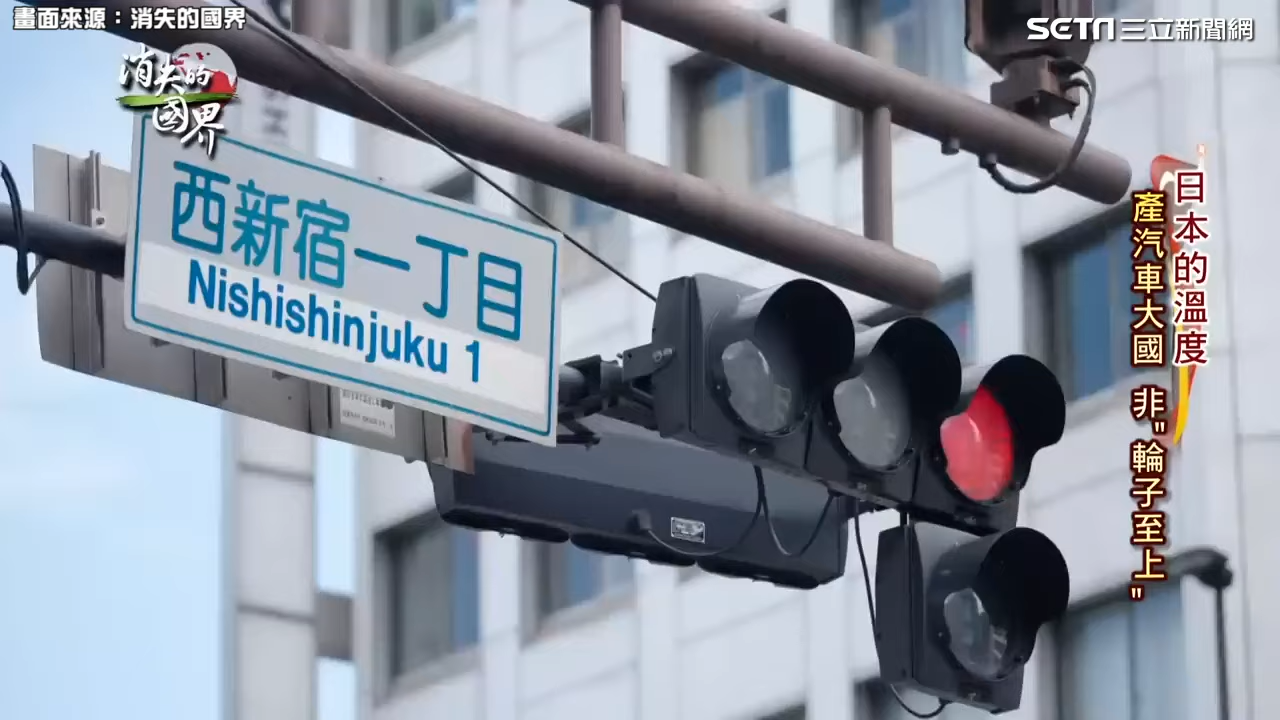 畫面來源：消失的國界
SETN三立新聞網
消失的
國界
西新宿一丁目
Nishishinjuku 1
日本的溫度
產汽車大國 非"輪子至上"